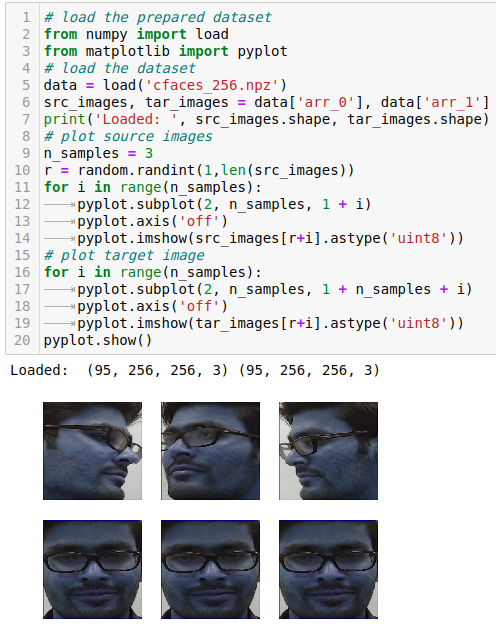 1 # load the prepared dataset
2 from numpy import load
3 from matplotlib import pyplot
4 # load the dataset
5 data = load('cfaces_256.npz')
6 src_images, tar_images = data['arr_0'], data['arr_1']
7 print('Loaded: ', src_images.shape, tar_images.shape)
8 # plot source images
9 n_samples = 3
10 r = random.randint(1,len(src_images))
11 for i in range(n_samples):
12 pyplot.subplot(2, n_samples, 1 + i)
13 pyplot.axis('off')
14 pyplot.imshow(src_images[r+i].astype('uint8'))
15 # plot target image
16 for i in range(n_samples):
17 pyplot.subplot(2, n_samples, 1 + n_samples + i)
18 pyplot.axis('off')
19 pyplot.imshow(tar_images[r+i].astype('uint8'))
20 pyplot.show()
Loaded:  (95, 256, 256, 3) (95, 256, 256, 3)